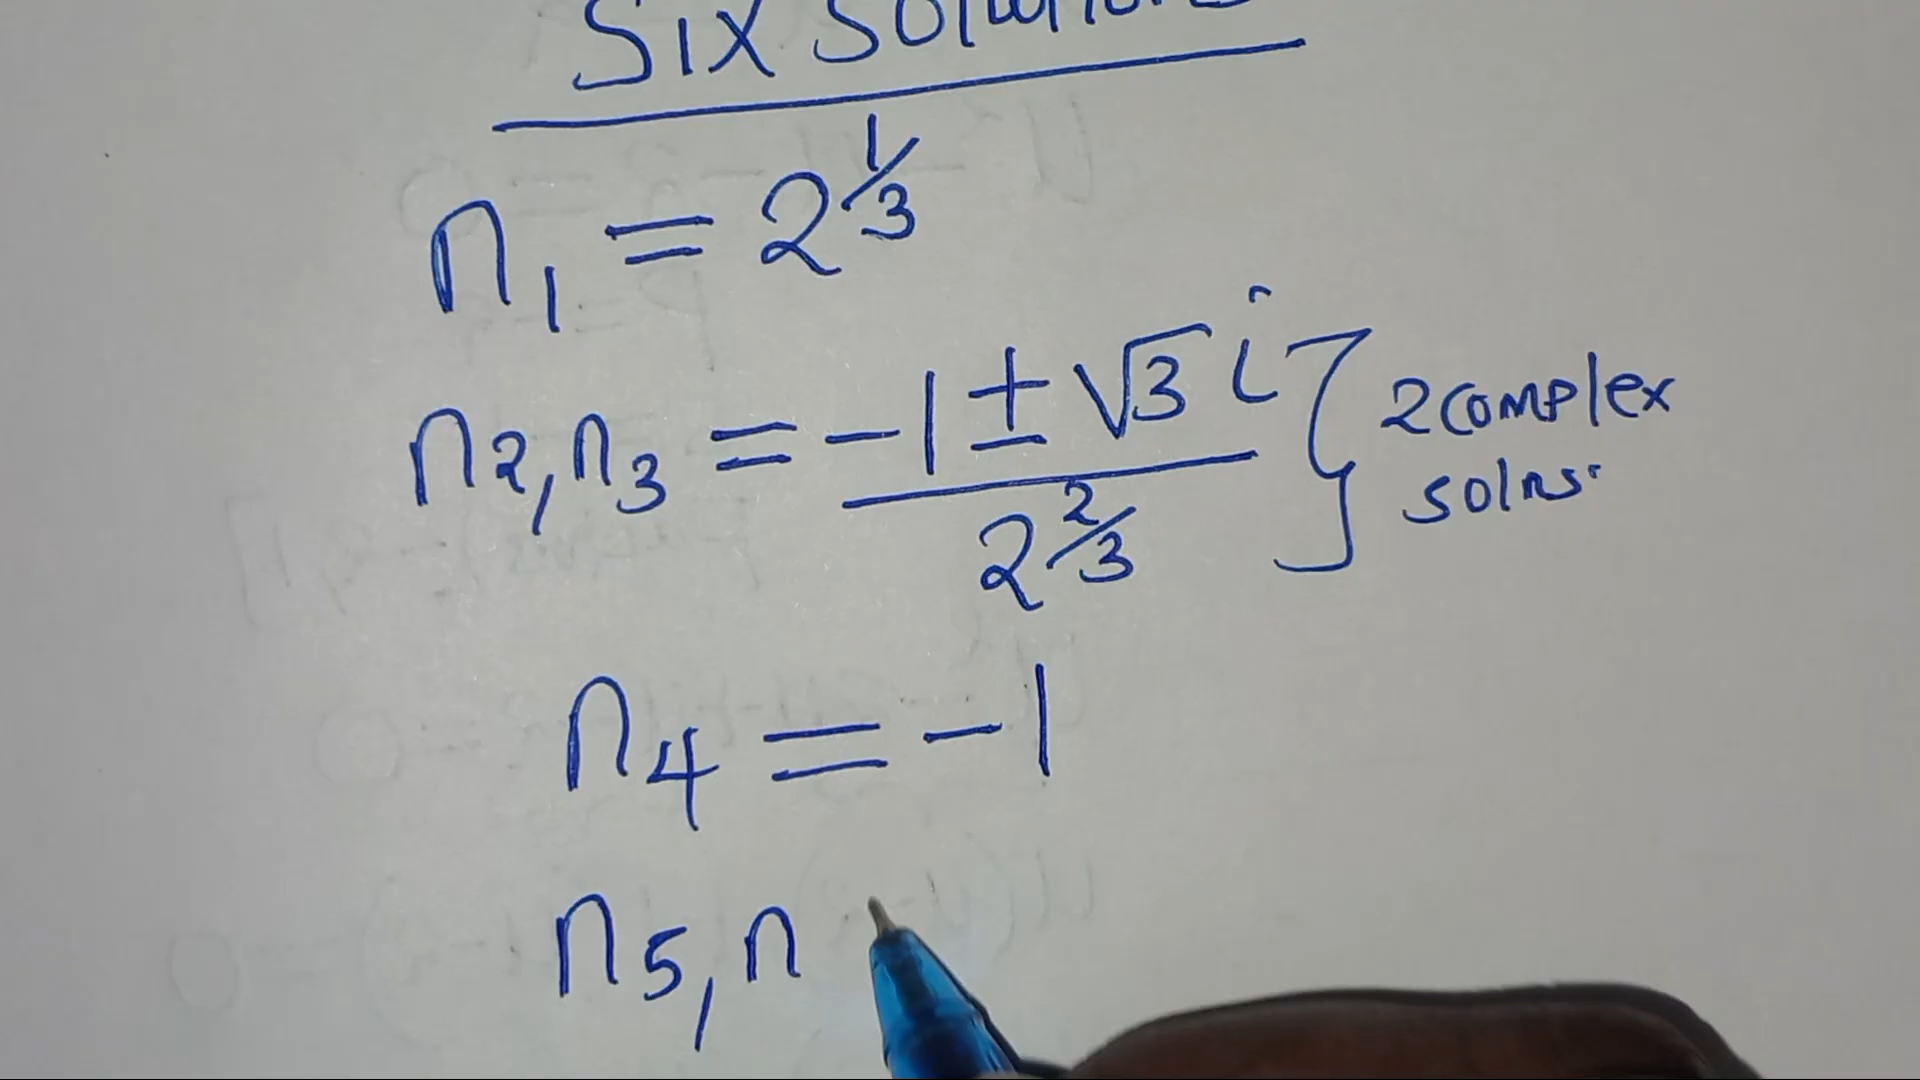 Six Solutions
n₁ = 2^(1/3)
n₂, n₃ = (-1 ± √3 i) / 2^(2/3) } 2 complex
solns.
n₄ = -1
n₅, n